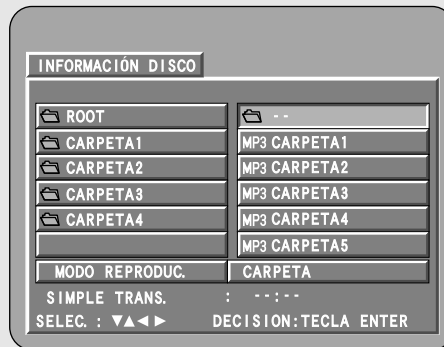 INFORMACIÓN DISCO
ROOT
CARPETA1
CARPETA2
CARPETA3
CARPETA4
- -
MP3 CARPETA1
MP3 CARPETA2
MP3 CARPETA3
MP3 CARPETA4
MP3 CARPETA5
MODO REPRODUC. CARPETA
SIMPLE TRANS. : --:--
SELEC. : ▼▲◀ ▶ DECISION:TECLA ENTER